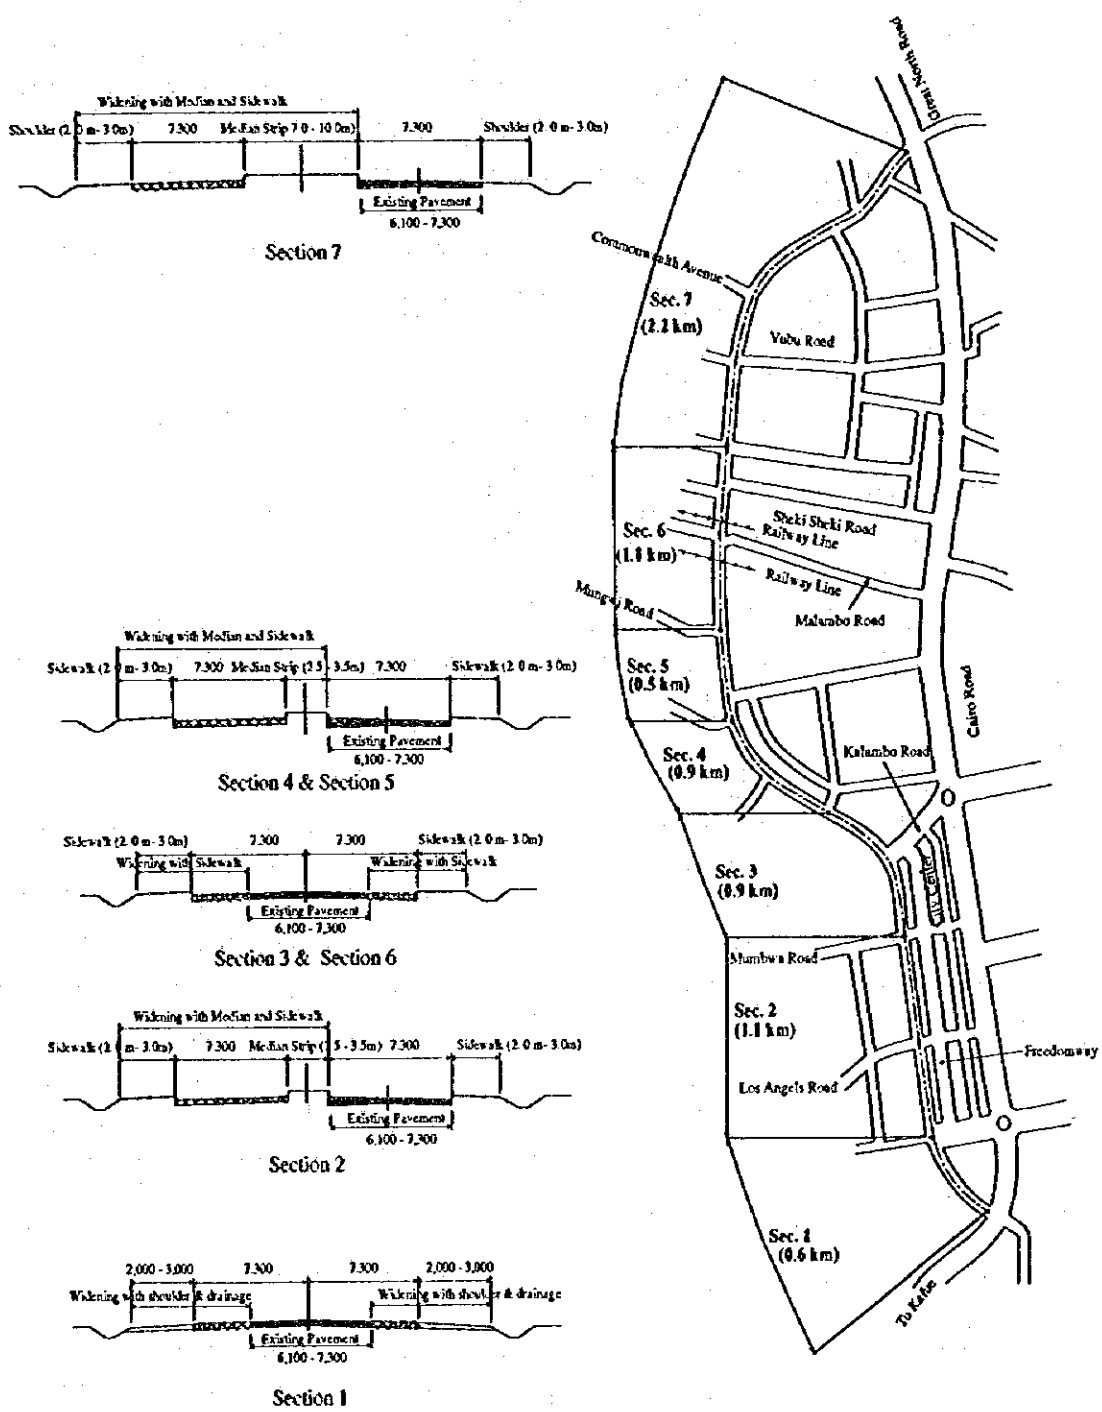 Widening with Median and Sidewalk
Shoulder (2.0 m - 3.0m) 7.300 Median Strip 7.0 - 10.0m) 7.300 Shoulder (2.0 m - 3.0m)
Existing Pavement
6,100 - 7,300
Section 7
Widening with Median and Sidewalk
Sidewalk (2.0 m - 3.0m) 7.300 Median Strip (2.5 - 3.5m) 7.300 Sidewalk (2.0 m - 3.0m)
Existing Pavement
6,100 - 7,300
Section 4 & Section 5
Sidewalk (2.0 m - 3.0m) 7.300 7.300 Sidewalk (2.0 m - 3.0m)
Widening with Sidewalk Widening with Sidewalk
Existing Pavement
6,100 - 7,300
Section 3 & Section 6
Widening with Median and Sidewalk
Sidewalk (2.0 m - 3.0m) 7.300 Median Strip (2.5 - 3.5m) 7.300 Sidewalk (2.0 m - 3.0m)
Existing Pavement
6,100 - 7,300
Section 2
2,000 - 3,000 7.300 7.300 2,000 - 3,000
Widening with shoulder & drainage Widening with shoulder & drainage
Existing Pavement
6,100 - 7,300
Section 1
Great North Road
Commonwealth Avenue
Sec. 7
(2.2 km)
Vubu Road
Sheki Sheki Road
Railway Line
Sec. 6
(1.8 km)
Railway Line
Mungwi Road
Malambo Road
Sec. 5
(0.5 km)
Cairo Road
Sec. 4
(0.9 km)
Kalambo Road
Sec. 3
(0.9 km)
City Center
Mumbwa Road
Sec. 2
(1.1 km)
Freedomway
Los Angels Road
Sec. 1
(0.6 km)
To Kafue